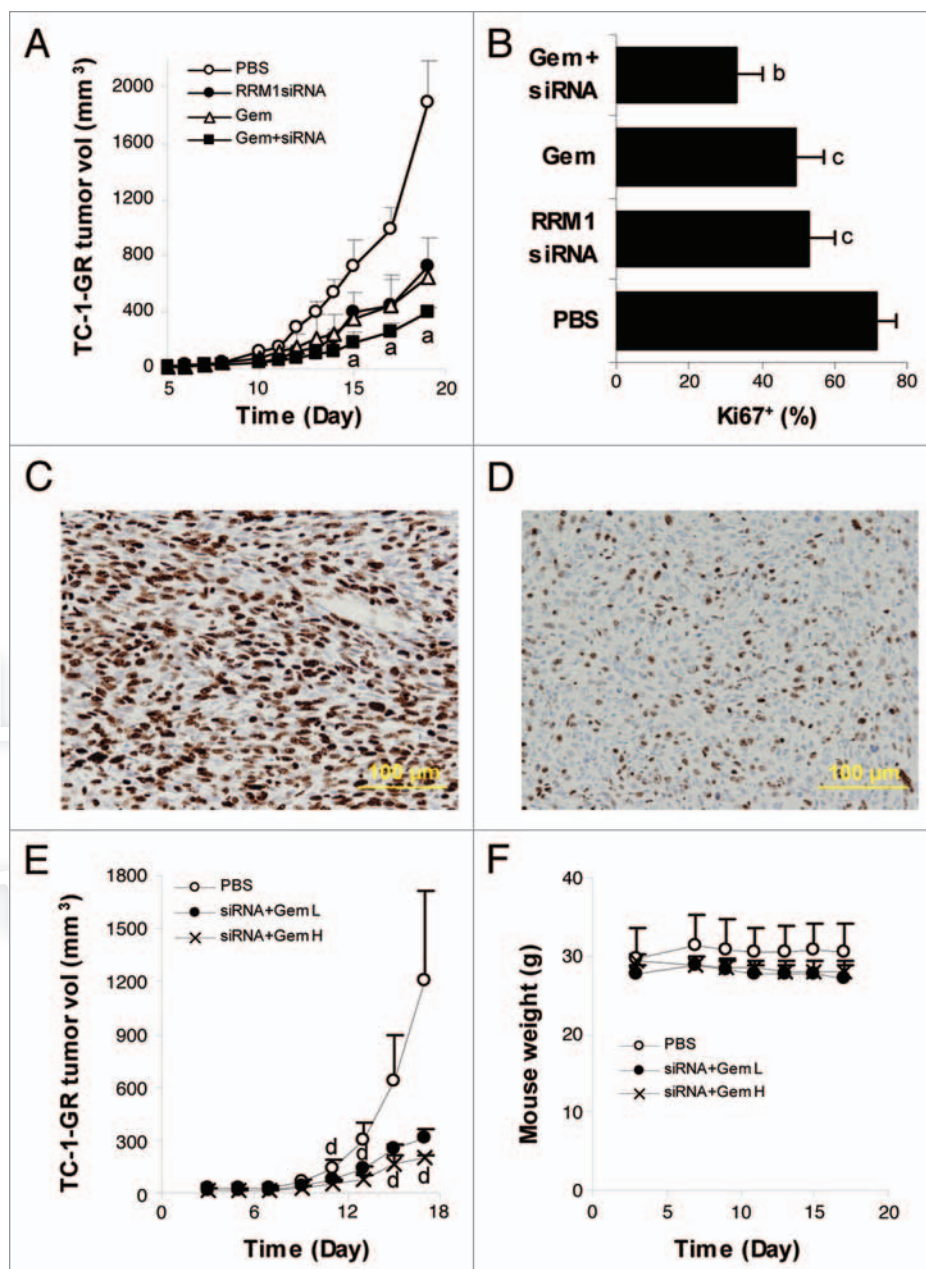 A
TC-1-GR tumor vol (mm³)
2000
1600
1200
800
400
0
PBS
RRM1siRNA
Gem
Gem+siRNA
a
a
a
5
10
15
20
Time (Day)
B
Gem+
siRNA
b
Gem
c
RRM1
siRNA
c
PBS
0
20
40
60
80
Ki67⁺ (%)
C
100 µm
D
100 µm
E
TC-1-GR tumor vol (mm³)
1800
1500
1200
900
600
300
0
PBS
siRNA+Gem L
siRNA+Gem H
d
d
d
d
0
6
12
18
Time (Day)
F
Mouse weight (g)
40
30
20
10
0
PBS
siRNA+Gem L
siRNA+Gem H
0
5
10
15
20
Time (Day)